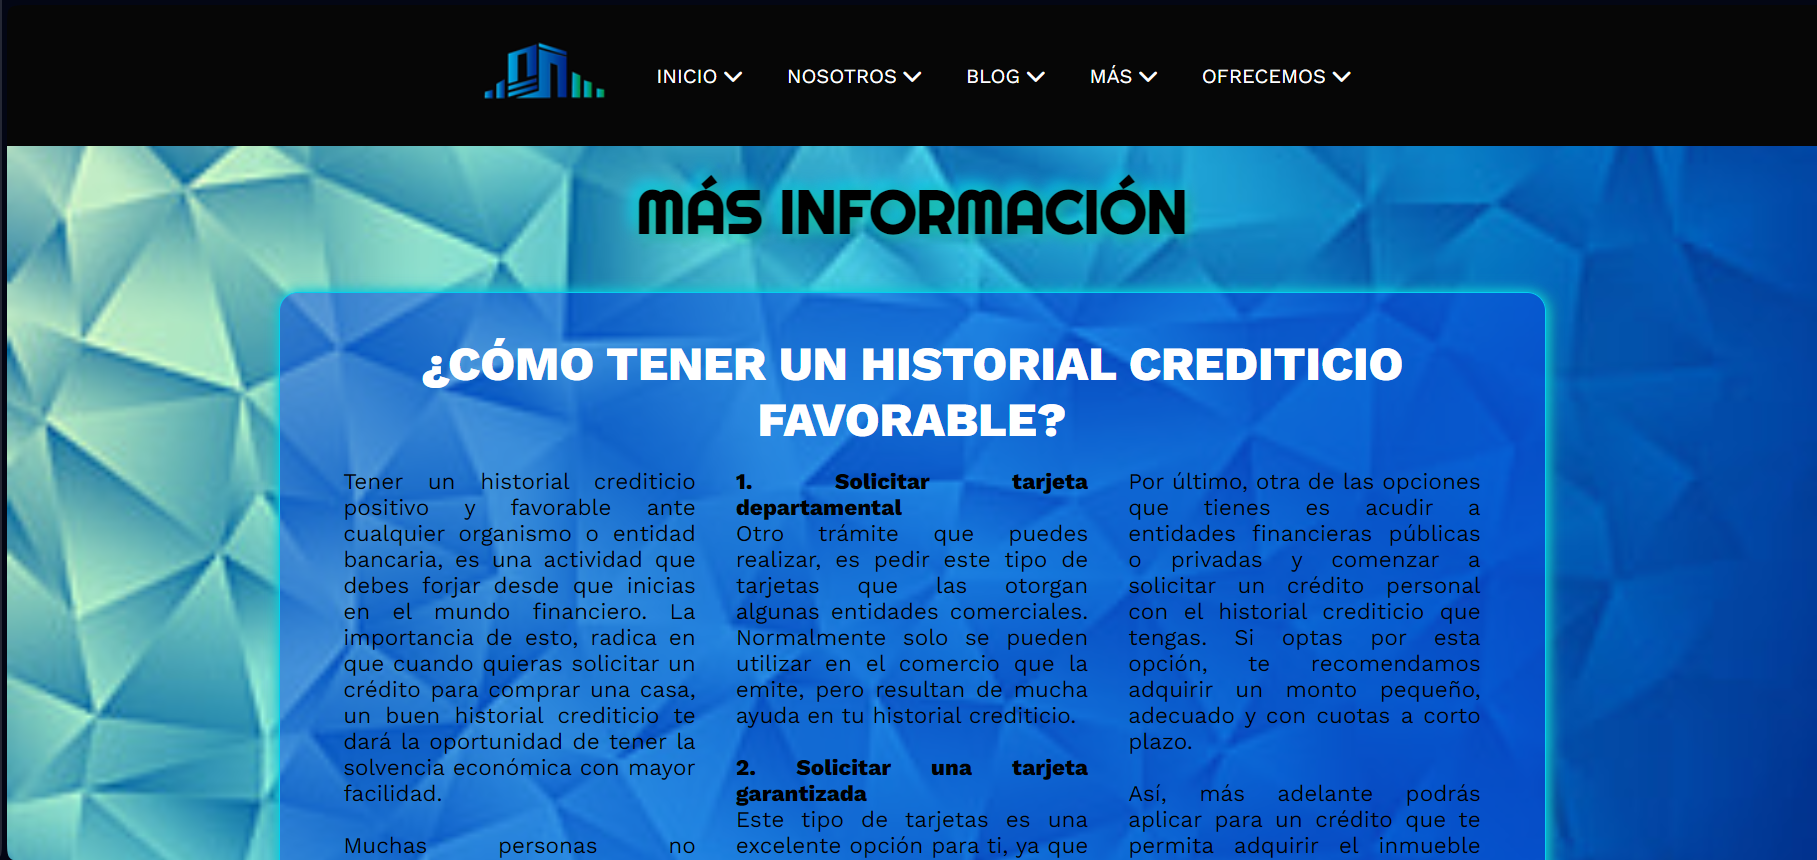 INICIO NOSOTROS BLOG MÁS OFRECEMOS
MÁS INFORMACIÓN
¿CÓMO TENER UN HISTORIAL CREDITICIO
FAVORABLE?
Tener un historial crediticio
positivo y favorable ante
cualquier organismo o entidad
bancaria, es una actividad que
debes forjar desde que inicias
en el mundo financiero. La
importancia de esto, radica en
que cuando quieras solicitar un
crédito para comprar una casa,
un buen historial crediticio te
dará la oportunidad de tener la
solvencia económica con mayor
facilidad.
Muchas personas no
1. Solicitar tarjeta
departamental
Otro trámite que puedes
realizar, es pedir este tipo de
tarjetas que las otorgan
algunas entidades comerciales.
Normalmente solo se pueden
utilizar en el comercio que la
emite, pero resultan de mucha
ayuda en tu historial crediticio.
2. Solicitar una tarjeta
garantizada
Este tipo de tarjetas es una
excelente opción para ti, ya que
Por último, otra de las opciones
que tienes es acudir a
entidades financieras públicas
o privadas y comenzar a
solicitar un crédito personal
con el historial crediticio que
tengas. Si optas por esta
opción, te recomendamos
adquirir un monto pequeño,
adecuado y con cuotas a corto
plazo.
Así, más adelante podrás
aplicar para un crédito que te
permita adquirir el inmueble